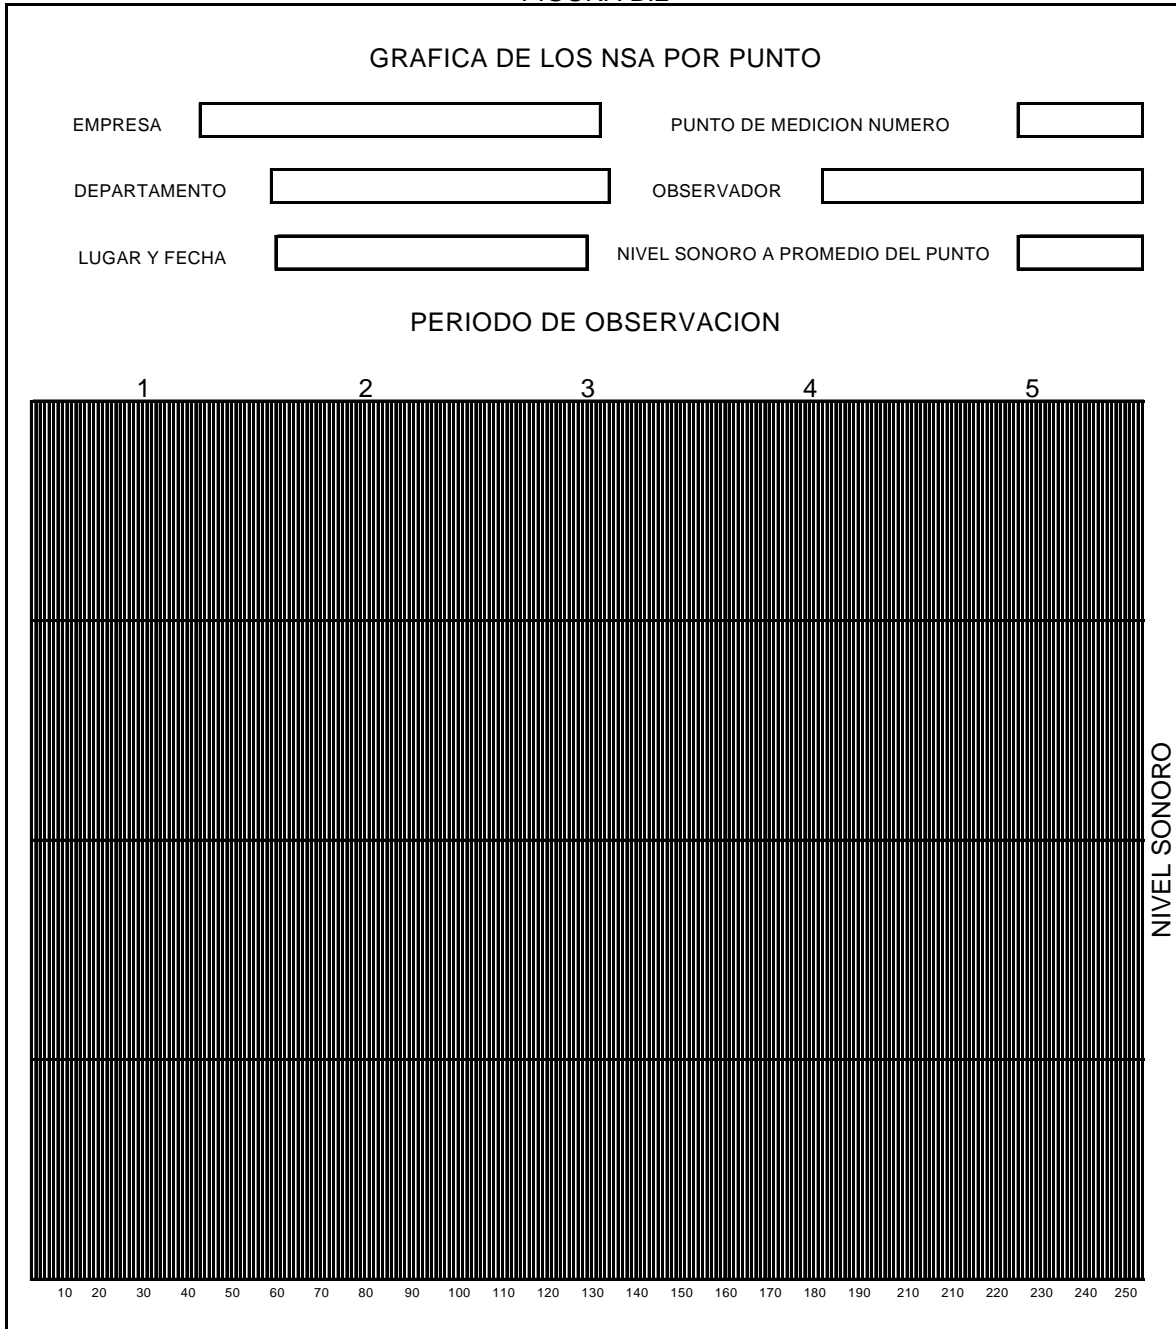 GRAFICA DE LOS NSA POR PUNTO
EMPRESA PUNTO DE MEDICION NUMERO
DEPARTAMENTO OBSERVADOR
LUGAR Y FECHA NIVEL SONORO A PROMEDIO DEL PUNTO
PERIODO DE OBSERVACION
1 2 3 4 5
NIVEL SONORO
10 20 30 40 50 60 70 80 90 100 110 120 130 140 150 160 170 180 190 210 210 220 230 240 250